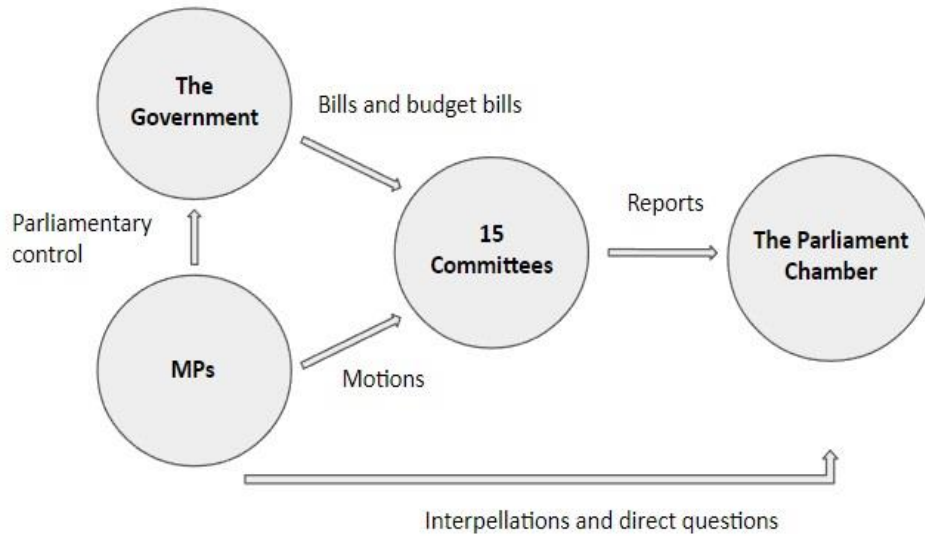 The
Government
Bills and budget bills
Parliamentary
control
15
Committees
Reports
The Parliament
Chamber
MPs
Motions
Interpellations and direct questions